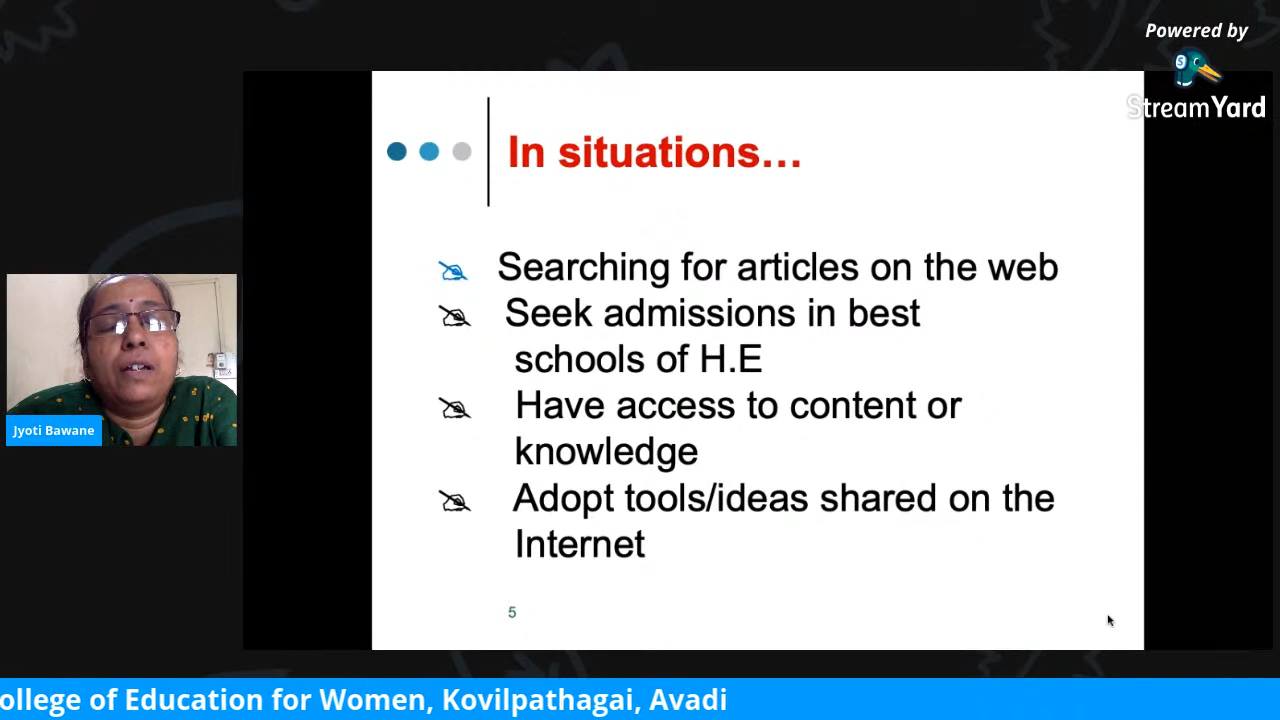 Powered by
StreamYard
In situations...
Searching for articles on the web
Seek admissions in best
schools of H.E
Have access to content or
knowledge
Adopt tools/ideas shared on the
Internet
5
Jyoti Bawane
ollege of Education for Women, Kovilpathagai, Avadi